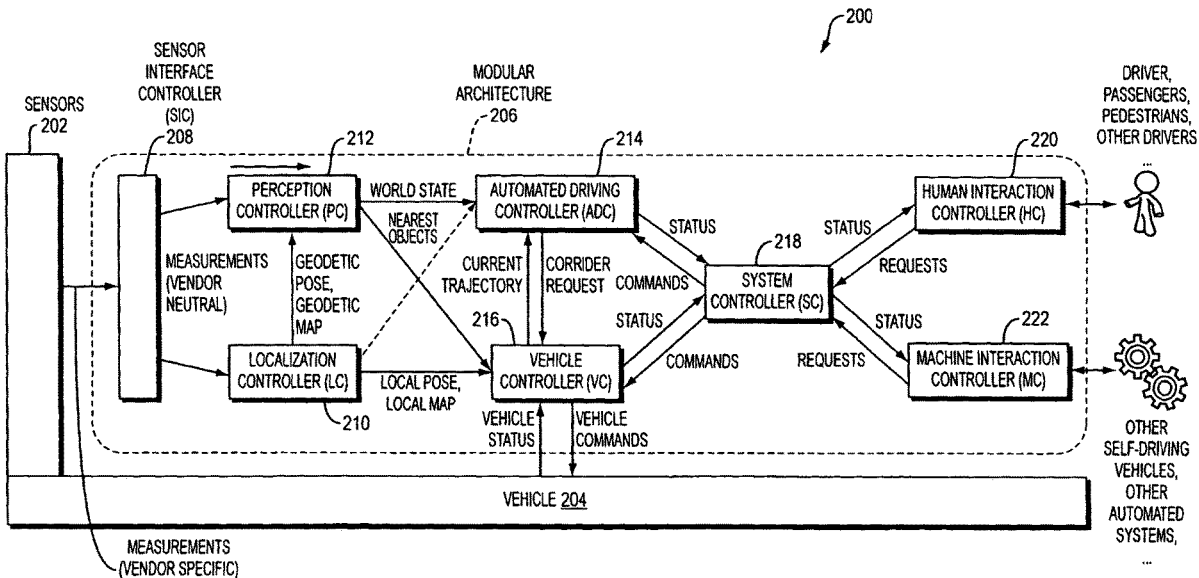 200
SENSOR
INTERFACE
CONTROLLER
(SIC)
208
SENSORS
202
MODULAR
ARCHITECTURE
206
212
214
220
DRIVER,
PASSENGERS,
PEDESTRIANS,
OTHER DRIVERS
...
PERCEPTION
CONTROLLER (PC)
WORLD STATE
AUTOMATED DRIVING
CONTROLLER (ADC)
HUMAN INTERACTION
CONTROLLER (HC)
NEAREST
OBJECTS
STATUS
STATUS
REQUESTS
218
MEASUREMENTS
(VENDOR
NEUTRAL)
GEODETIC
POSE,
GEODETIC
MAP
CURRENT
TRAJECTORY
CORRIDER
REQUEST
COMMANDS
SYSTEM
CONTROLLER (SC)
216
STATUS
STATUS
222
LOCALIZATION
CONTROLLER (LC)
VEHICLE
CONTROLLER (VC)
COMMANDS
REQUESTS
MACHINE INTERACTION
CONTROLLER (MC)
LOCAL POSE,
LOCAL MAP
210
VEHICLE
STATUS
VEHICLE
COMMANDS
OTHER
SELF-DRIVING
VEHICLES,
OTHER
AUTOMATED
SYSTEMS,
...
VEHICLE 204
MEASUREMENTS
(VENDOR SPECIFIC)